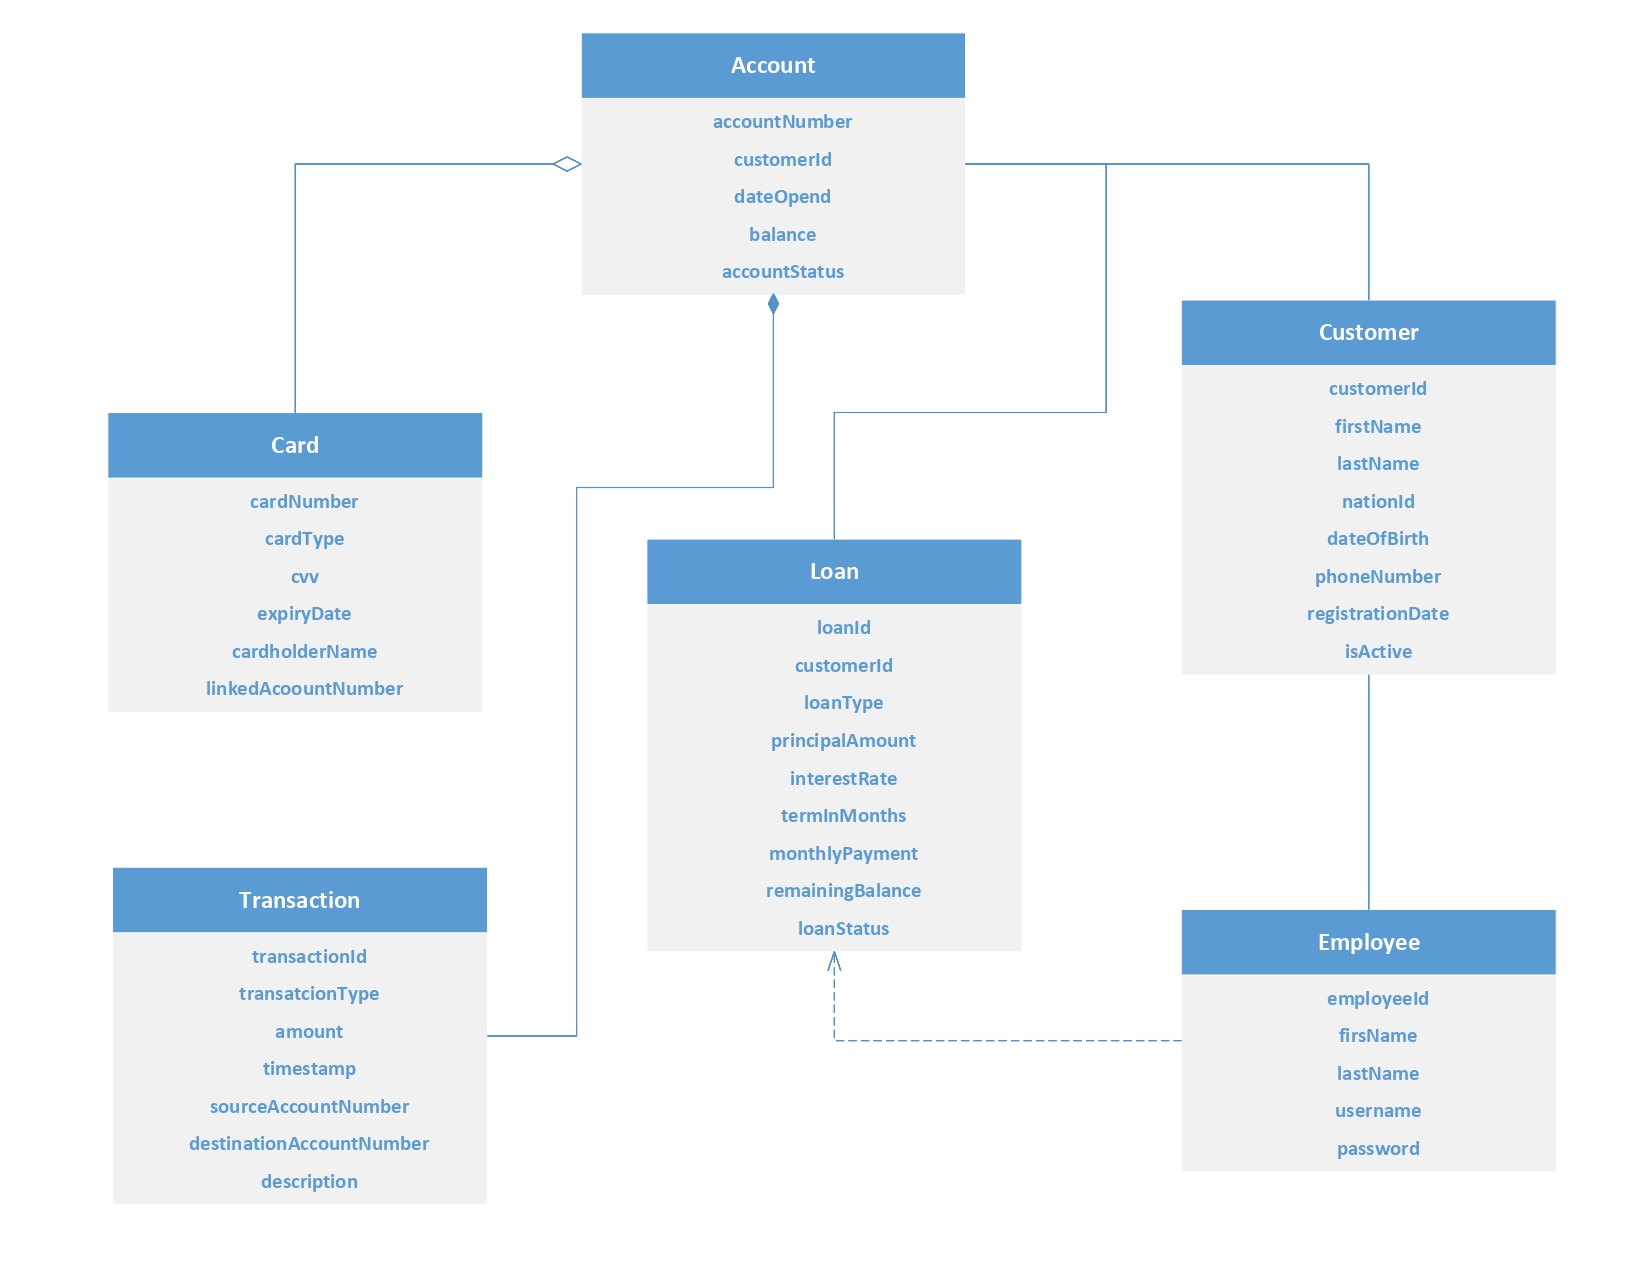 Account
accountNumber
customerId
dateOpend
balance
accountStatus
Customer
customerId
firstName
lastName
nationId
dateOfBirth
phoneNumber
registrationDate
isActive
Card
cardNumber
cardType
cvv
expiryDate
cardholderName
linkedAcoountNumber
Loan
loanId
customerId
loanType
principalAmount
interestRate
termInMonths
monthlyPayment
remainingBalance
loanStatus
Transaction
transactionId
transatcionType
amount
timestamp
sourceAccountNumber
destinationAccountNumber
description
Employee
employeeId
firsName
lastName
username
password